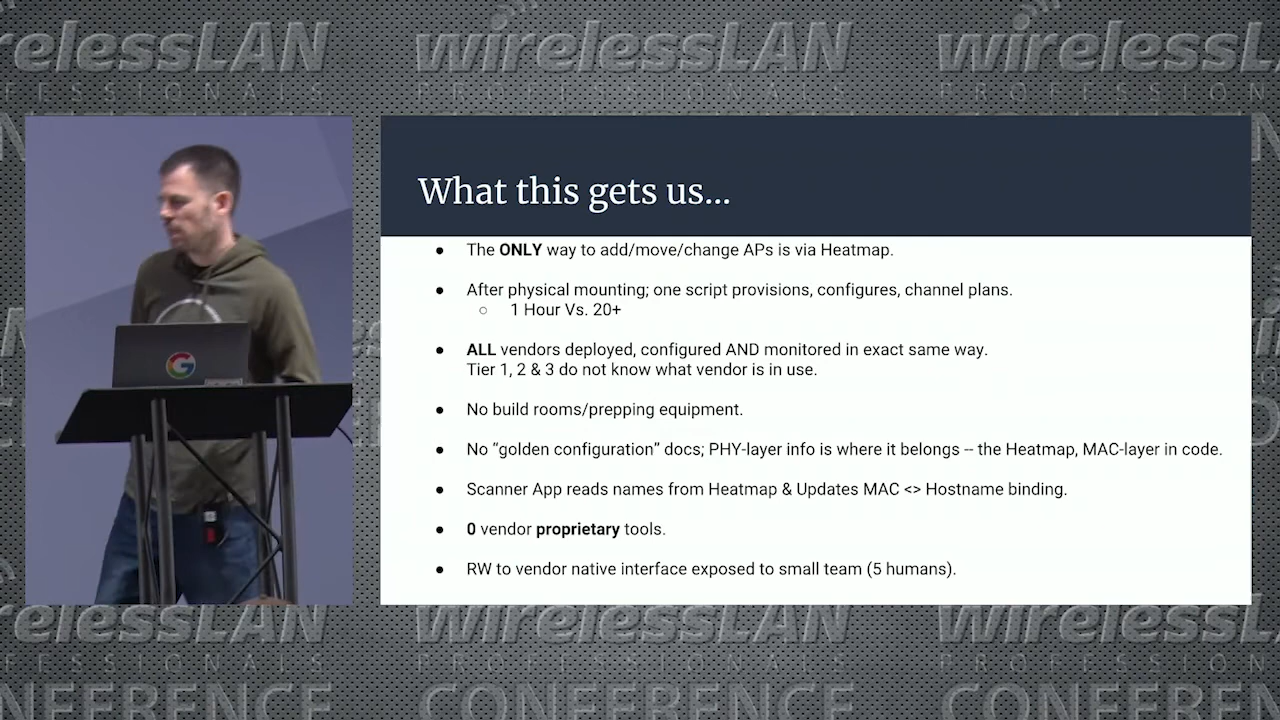 wirelessLAN
PROFESSIONALS
What this gets us...
● The ONLY way to add/move/change APs is via Heatmap.
● After physical mounting; one script provisions, configures, channel plans.
○ 1 Hour Vs. 20+
● ALL vendors deployed, configured AND monitored in exact same way.
Tier 1, 2 & 3 do not know what vendor is in use.
● No build rooms/prepping equipment.
● No “golden configuration” docs; PHY-layer info is where it belongs -- the Heatmap, MAC-layer in code.
● Scanner App reads names from Heatmap & Updates MAC <> Hostname binding.
● 0 vendor proprietary tools.
● RW to vendor native interface exposed to small team (5 humans).
G
wirelessLAN
PROFESSIONALS
CONFERENCE